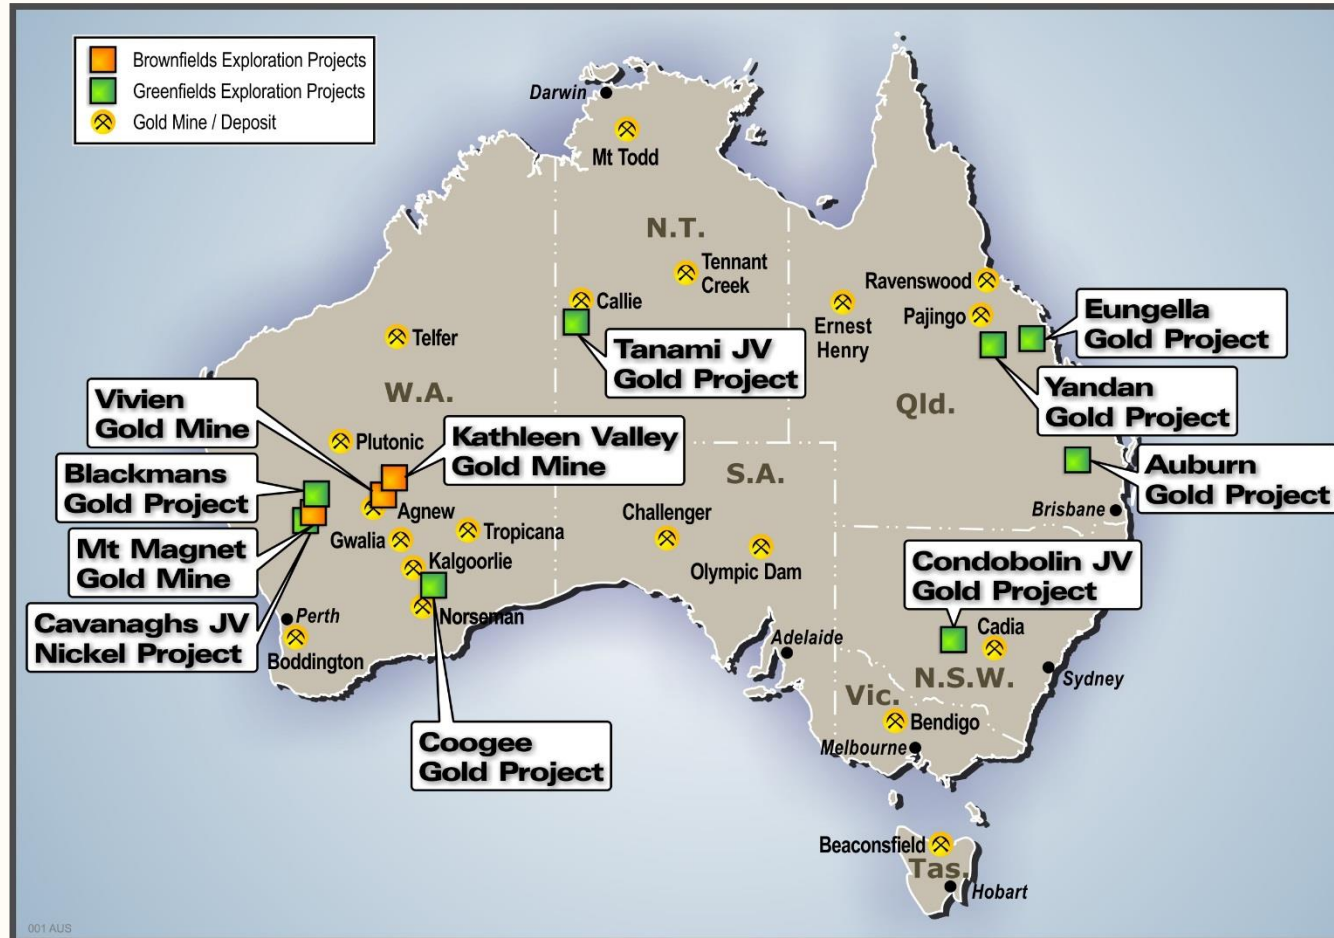 Brownfields Exploration Projects
Greenfields Exploration Projects
Gold Mine / Deposit
Darwin
Mt Todd
N.T.
Tennant
Creek
Callie
Tanami JV
Gold Project
Telfer
W.A.
Ravenswood
Pajingo
Ernest
Henry
Eungella
Gold Project
Yandan
Gold Project
Qld.
Auburn
Gold Project
Brisbane
Vivien
Gold Mine
Plutonic
Kathleen Valley
Gold Mine
Blackmans
Gold Project
Mt Magnet
Gold Mine
Cavanaghs JV
Nickel Project
Agnew
Gwalia
Tropicana
Kalgoorlie
Norseman
Perth
Boddington
Coogee
Gold Project
S.A.
Challenger
Olympic Dam
Adelaide
Condobolin JV
Gold Project
Cadia
N.S.W.
Sydney
Vic.
Bendigo
Melbourne
Beaconsfield
Tas.
Hobart
001 AUS